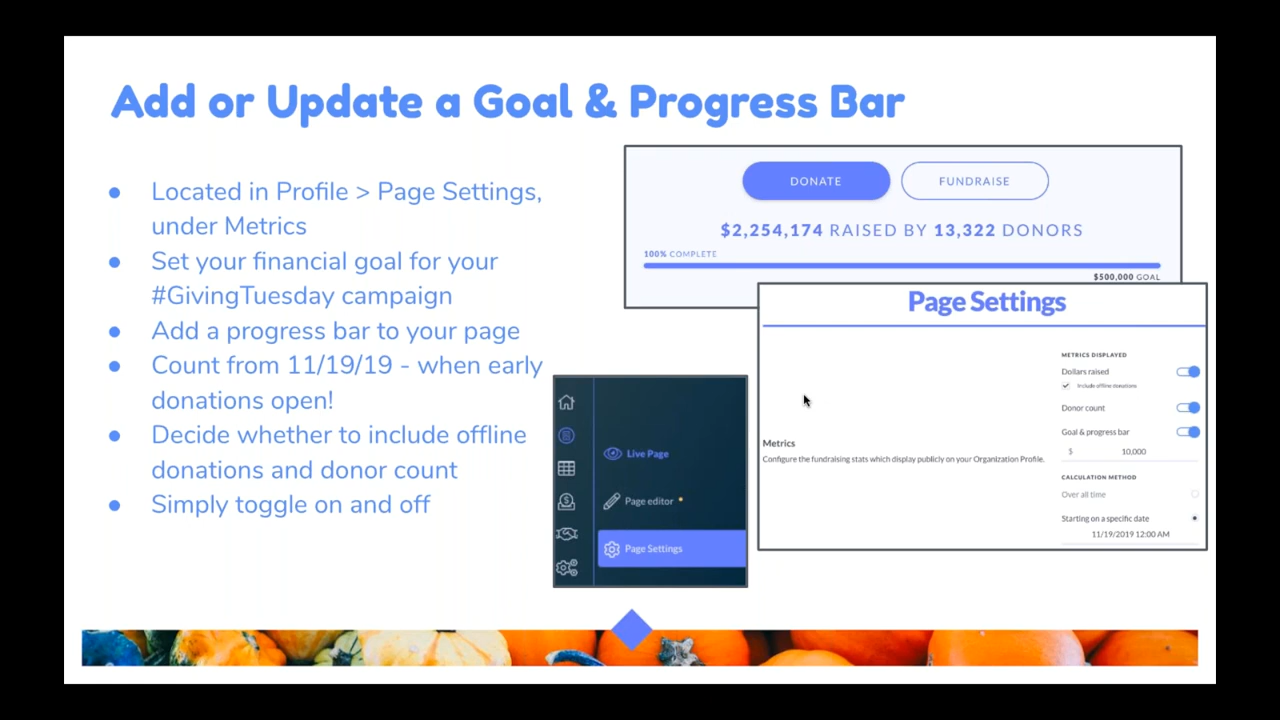 Add or Update a Goal & Progress Bar
● Located in Profile > Page Settings,
under Metrics
● Set your financial goal for your
#GivingTuesday campaign
● Add a progress bar to your page
● Count from 11/19/19 - when early
donations open!
● Decide whether to include offline
donations and donor count
● Simply toggle on and off
DONATE FUNDRAISE
$2,254,174 RAISED BY 13,322 DONORS
100% COMPLETE
$500,000 GOAL
Live Page
Page editor
Page Settings
Page Settings
Metrics
Configure the fundraising stats which display publicly on your Organization Profile.
METRICS DISPLAYED
Dollars raised
Include offline donations
Donor count
Goal & progress bar
$ 10,000
CALCULATION METHOD
Over all time
Starting on a specific date
11/19/2019 12:00 AM